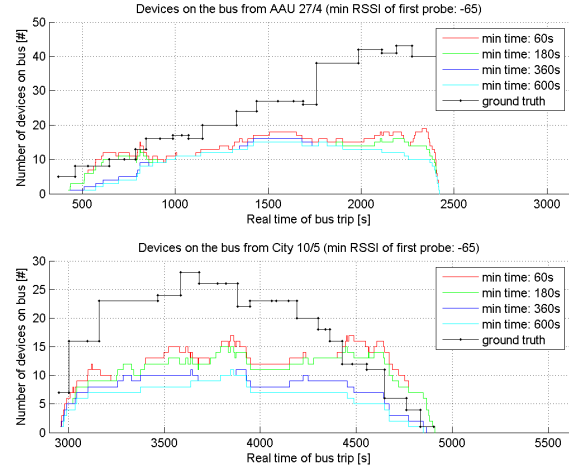 Devices on the bus from AAU 27/4 (min RSSI of first probe: -65)
Number of devices on bus [#]
50
40
30
20
10
0
500
1000
1500
2000
2500
3000
Real time of bus trip [s]
min time: 60s
min time: 180s
min time: 360s
min time: 600s
ground truth
Devices on the bus from City 10/5 (min RSSI of first probe: -65)
Number of devices on bus [#]
30
25
20
15
10
5
0
3000
3500
4000
4500
5000
5500
Real time of bus trip [s]
min time: 60s
min time: 180s
min time: 360s
min time: 600s
ground truth